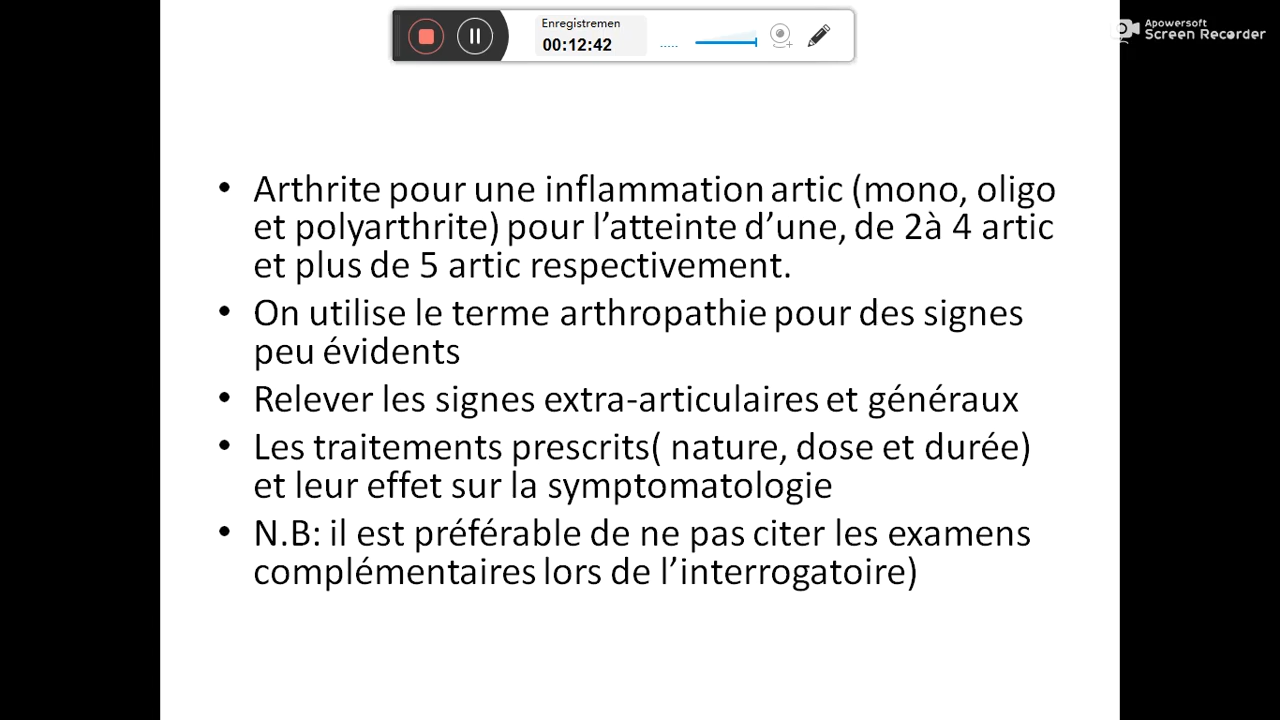 Enregistremen
00:12:42
Apowersoft
Screen Recorder
• Arthrite pour une inflammation artic (mono, oligo
et polyarthrite) pour l’atteinte d’une, de 2à 4 artic
et plus de 5 artic respectivement.
• On utilise le terme arthropathie pour des signes
peu évidents
• Relever les signes extra-articulaires et généraux
• Les traitements prescrits( nature, dose et durée)
et leur effet sur la symptomatologie
• N.B: il est préférable de ne pas citer les examens
complémentaires lors de l’interrogatoire)